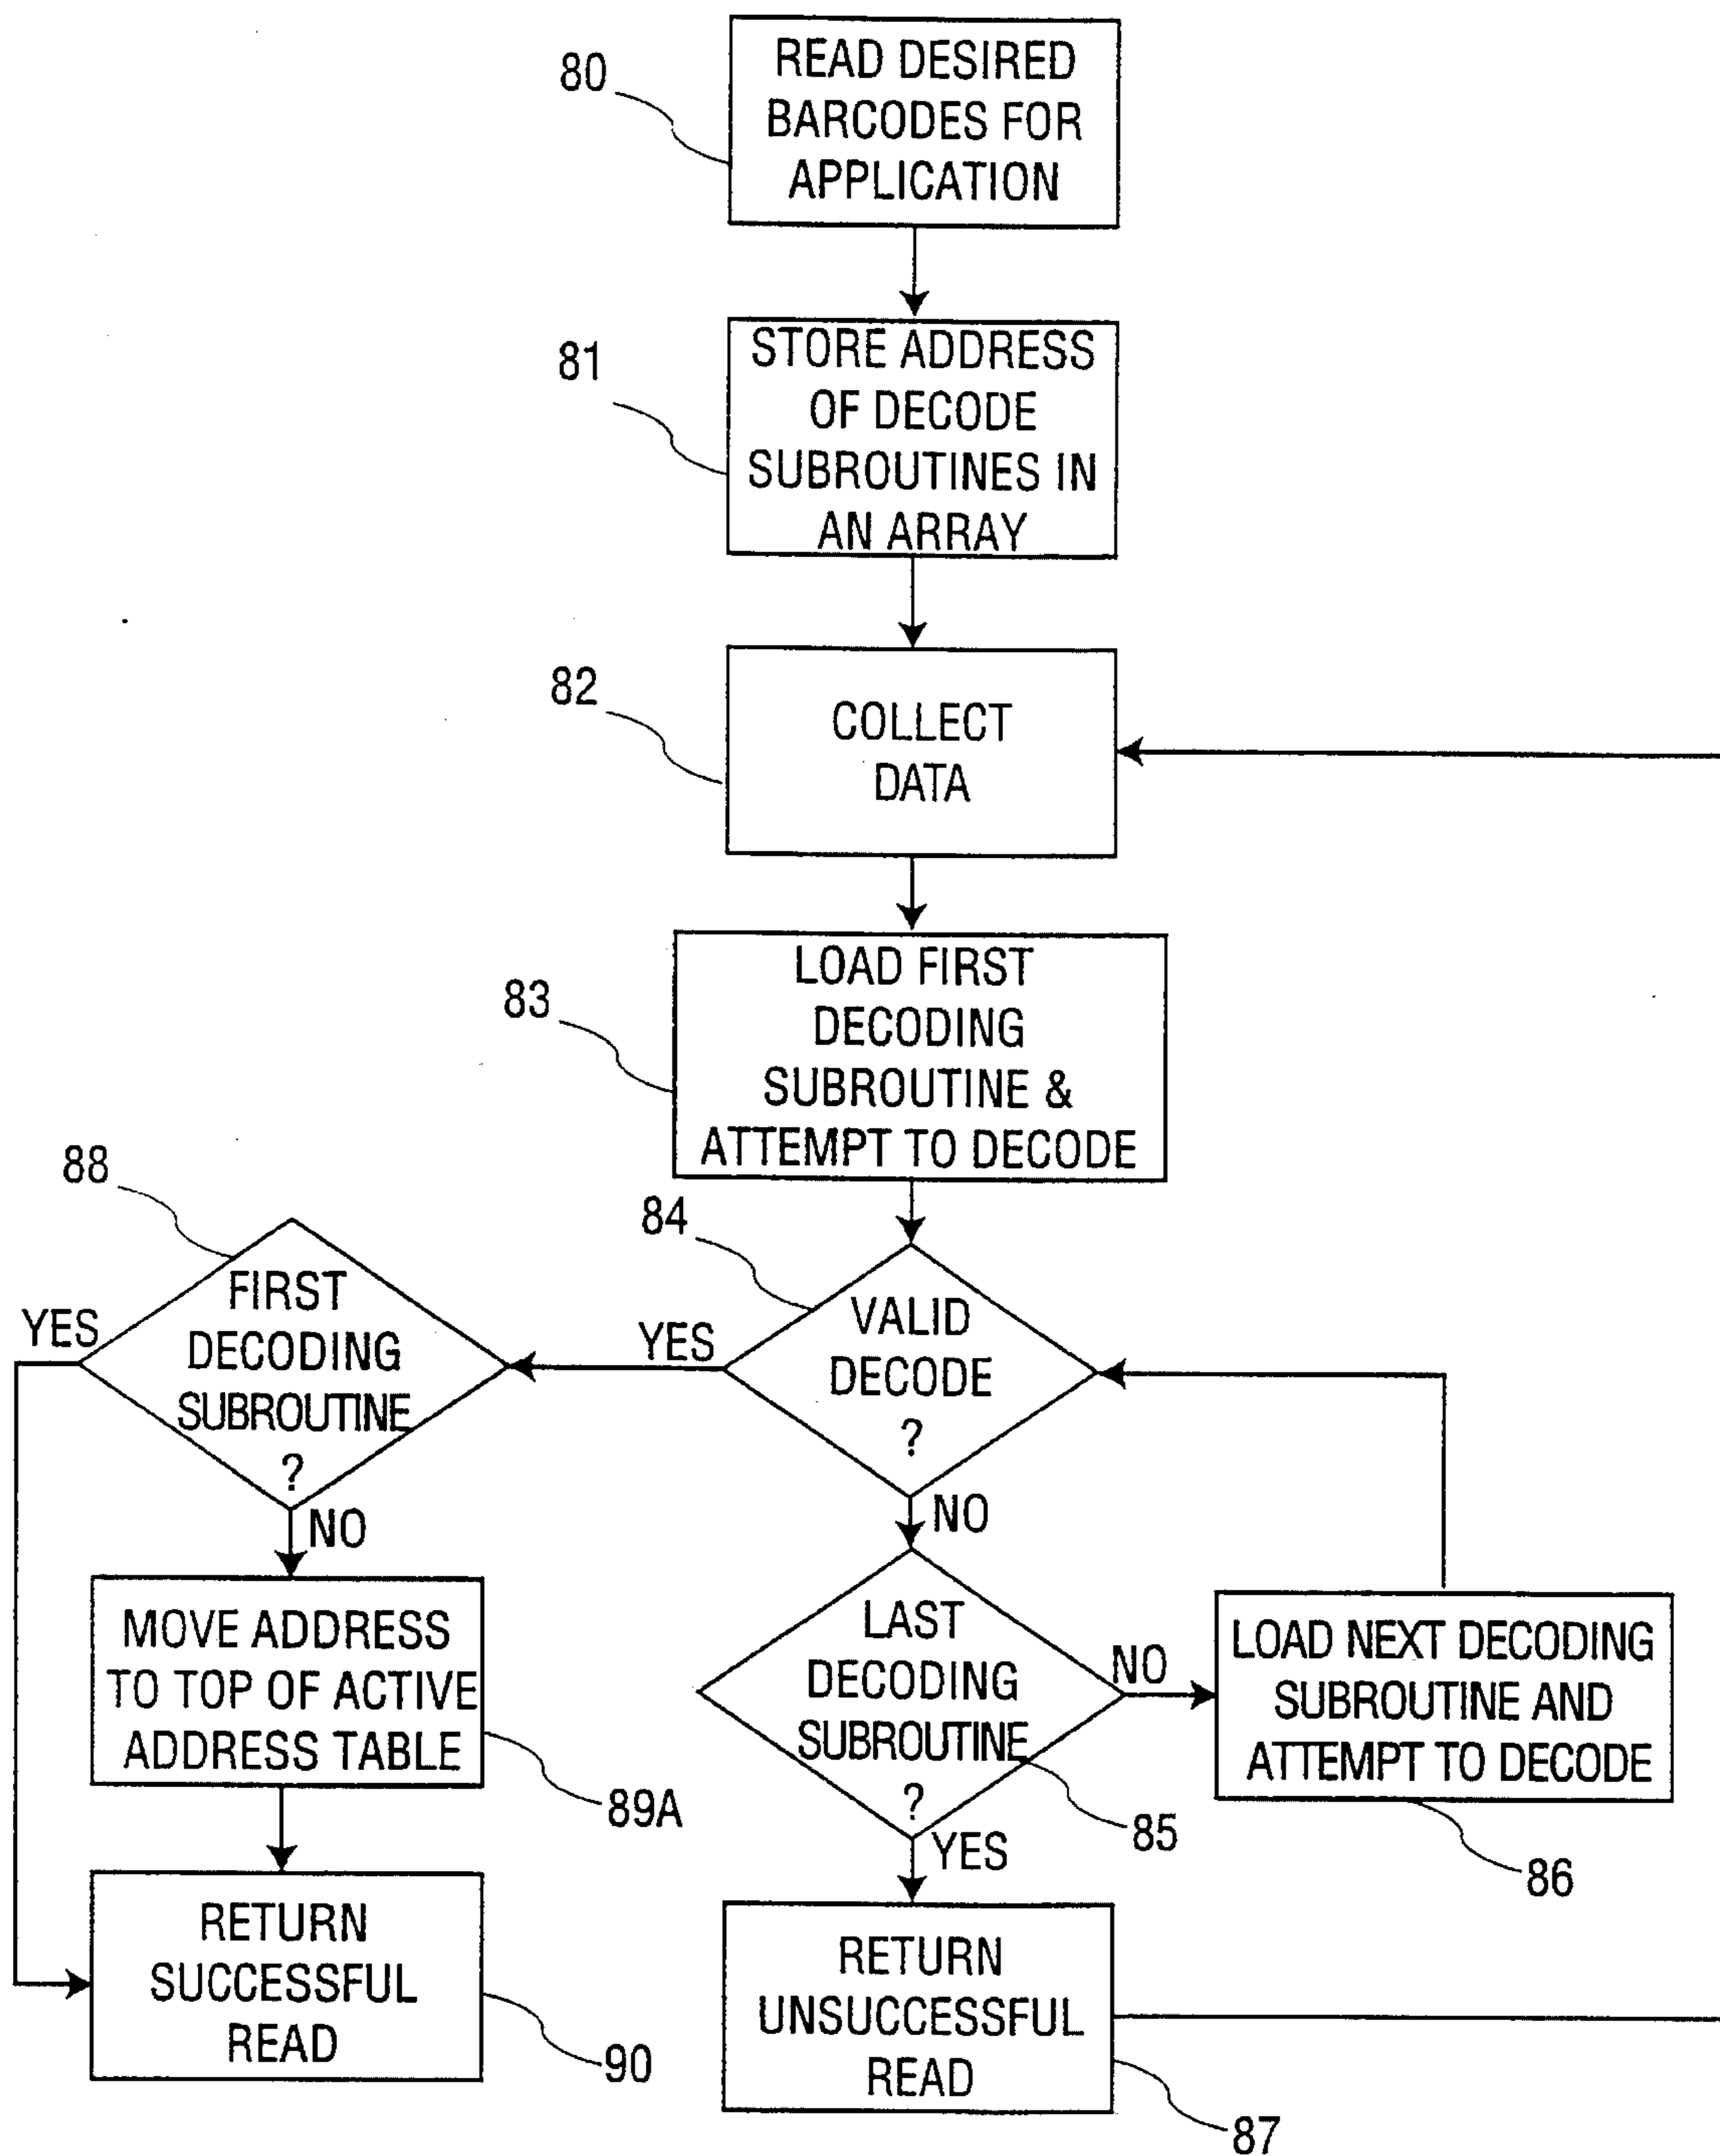 80
READ DESIRED
BARCODES FOR
APPLICATION
81
STORE ADDRESS
OF DECODE
SUBROUTINES IN
AN ARRAY
82
COLLECT
DATA
83
LOAD FIRST
DECODING
SUBROUTINE &
ATTEMPT TO DECODE
88
FIRST
DECODING
SUBROUTINE
?
YES
NO
84
VALID
DECODE
?
YES
NO
MOVE ADDRESS
TO TOP OF ACTIVE
ADDRESS TABLE
89A
LAST
DECODING
SUBROUTINE
?
85
NO
YES
LOAD NEXT DECODING
SUBROUTINE AND
ATTEMPT TO DECODE
86
RETURN
SUCCESSFUL
READ
90
RETURN
UNSUCCESSFUL
READ
87